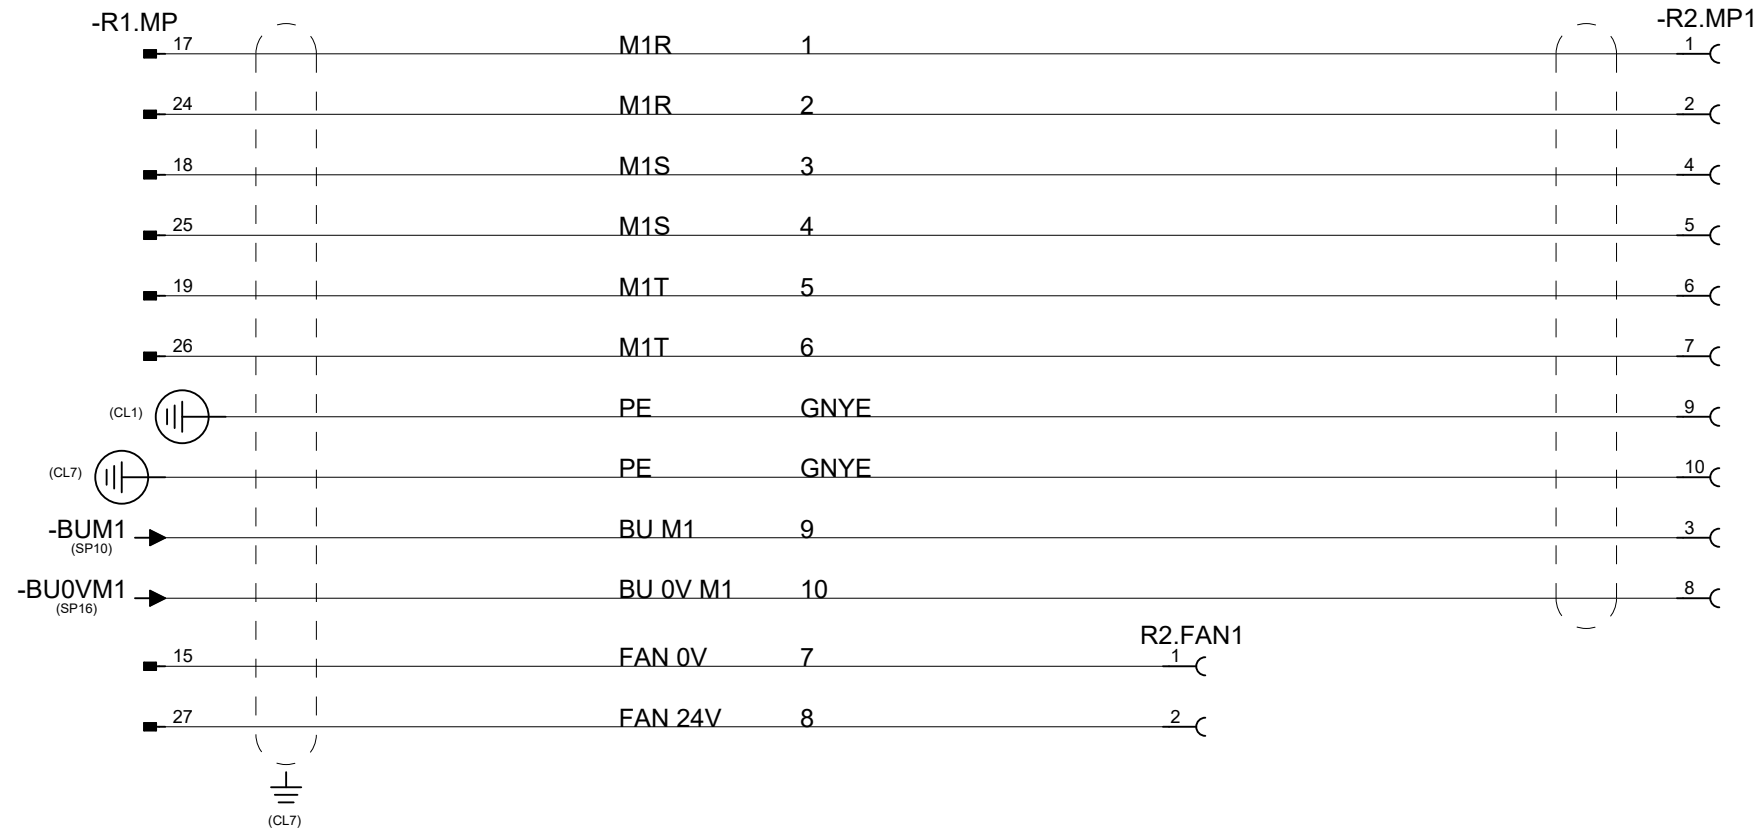 -R1.MP -R2.MP1
17 M1R 1 1
24 M1R 2 2
18 M1S 3 4
25 M1S 4 5
19 M1T 5 6
26 M1T 6 7
(CL1) PE GNYE 9
(CL7) PE GNYE 10
-BUM1 BU M1 9 3
(SP10)
-BU0VM1 BU 0V M1 10 8
(SP16)
R2.FAN1
15 FAN 0V 7 1
27 FAN 24V 8 2
(CL7)